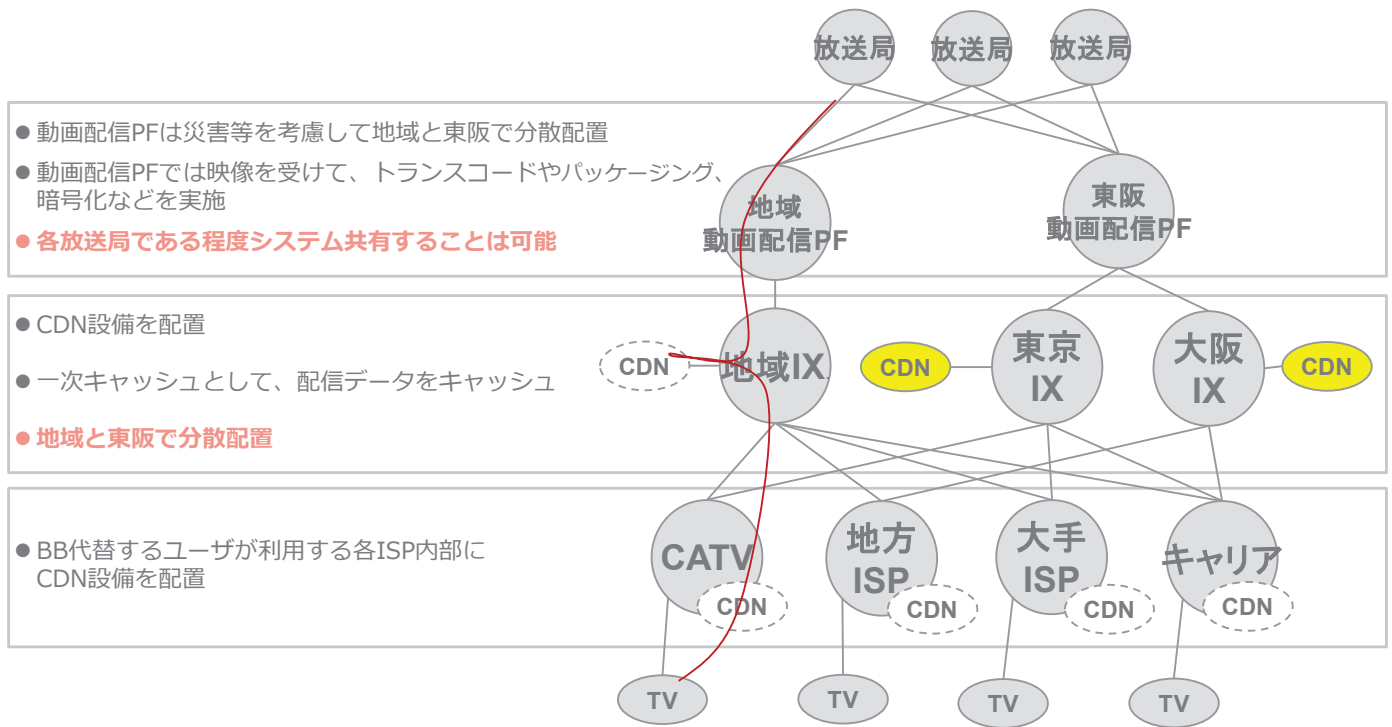 放送局
放送局
放送局
● 動画配信PFは災害等を考慮して地域と東阪で分散配置
● 動画配信PFでは映像を受けて、トランスコードやパッケージング、
暗号化などを実施
● 各放送局である程度システム共有することは可能
地域
動画配信PF
東阪
動画配信PF
● CDN設備を配置
● 一次キャッシュとして、配信データをキャッシュ
● 地域と東阪で分散配置
CDN
地域IX
CDN
東京
IX
大阪
IX
CDN
● BB代替するユーザが利用する各ISP内部に
CDN設備を配置
CATV
CDN
地方
ISP
CDN
大手
ISP
CDN
キャリア
CDN
TV
TV
TV
TV